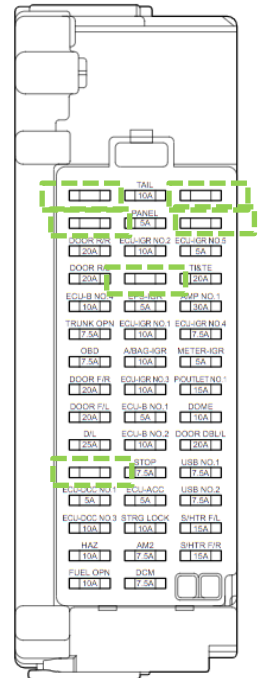 TAIL
10A
PANEL
5A
DOOR R/R ECU-IGR NO.2 ECU-IGR NO.5
20A 10A 5A
DOOR R/ TI&TE
20A 20A
ECU-B NO.4 EPS-IGR AMP NO.1
10A 5A 30A
TRUNK OPN ECU-IGR NO.1 ECU-IGR NO.4
7.5A 10A 7.5A
OBD A/BAG-IGR METER-IGR
7.5A 10A 5A
DOOR F/R ECU-IGR NO.3 P/OUTLET NO.1
20A 10A 15A
DOOR F/L ECU-B NO.1 DOME
20A 5A 10A
D/L ECU-B NO.2 DOOR DBL/L
25A 10A 20A
STOP USB NO.1
7.5A 7.5A
ECU-DCC NO.1 ECU-ACC USB NO.2
5A 5A 7.5A
ECU-DCC NO.3 STRG LOCK S/HTR F/L
10A 10A 15A
HAZ AM2 S/HTR F/R
10A 7.5A 15A
FUEL OPN DCM
10A 7.5A